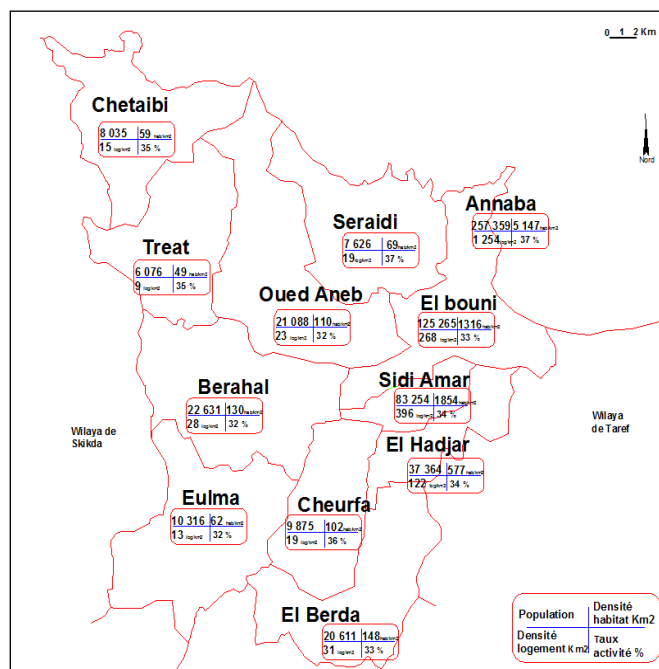 0 1 2 Km
Chetaibi
8 035 59 hab/km2
15 log/km2 35 %
Nord
Annaba
257 359 5 147 hab/km2
1 254 log/km2 37 %
Seraidi
7 626 69 hab/km2
19 log/km2 37 %
Treat
6 076 49 hab/km2
9 log/km2 35 %
Oued Aneb
21 088 110 hab/km2
23 log/km2 32 %
El bouni
125 265 1316 hab/km2
268 log/km2 33 %
Berahal
22 631 130 hab/km2
28 log/km2 32 %
Sidi Amar
83 254 1854 hab/km2
396 log/km2 34 %
Wilaya de
Skikda
Wilaya
de Taref
El Hadjar
37 364 577 hab/km2
122 log/km2 34 %
Eulma
10 316 62 hab/km2
13 log/km2 32 %
Cheurfa
9 875 102 hab/km2
19 log/km2 36 %
El Berda
20 611 148 hab/km2
31 log/km2 33 %
Population
Densité
habitat Km2
Densité
logement Km2
Taux
activité %